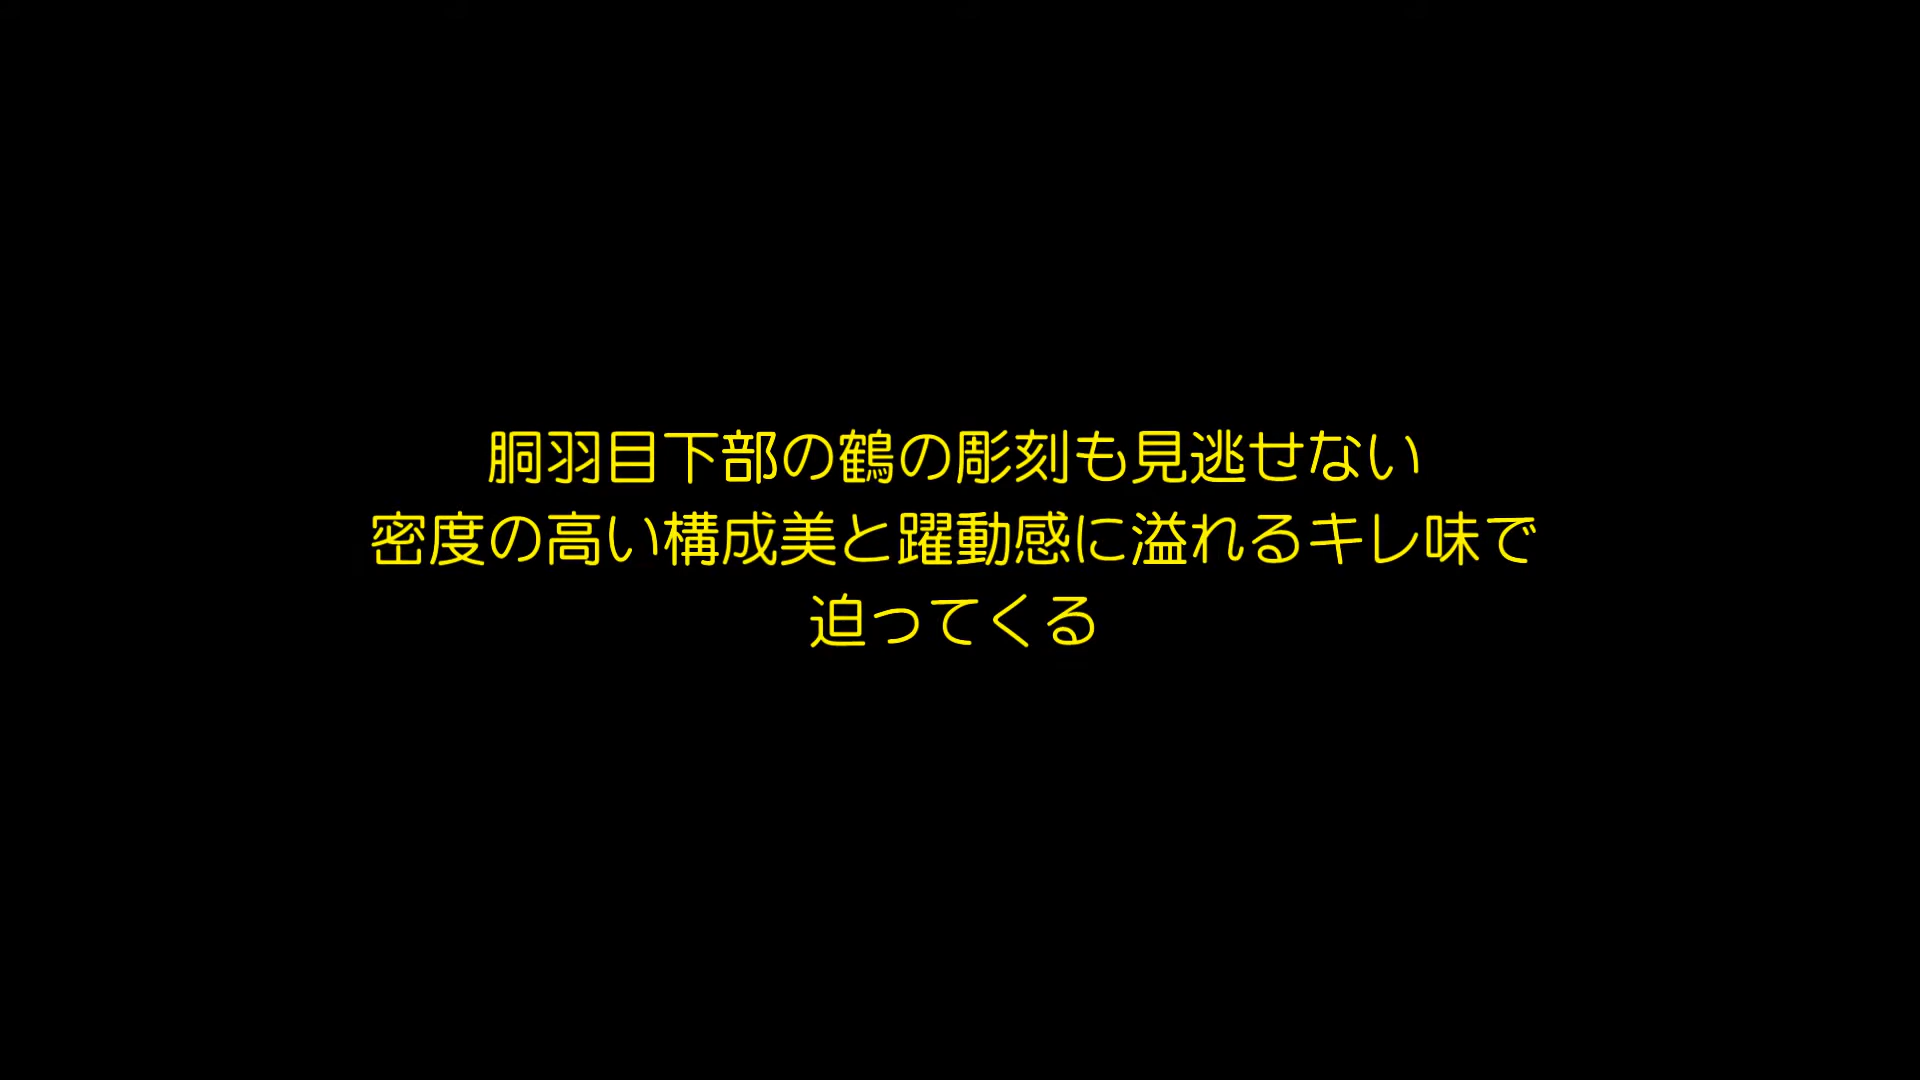 胴羽目下部の鶴の彫刻も見逃せない
密度の高い構成美と躍動感に溢れるキレ味で
迫ってくる